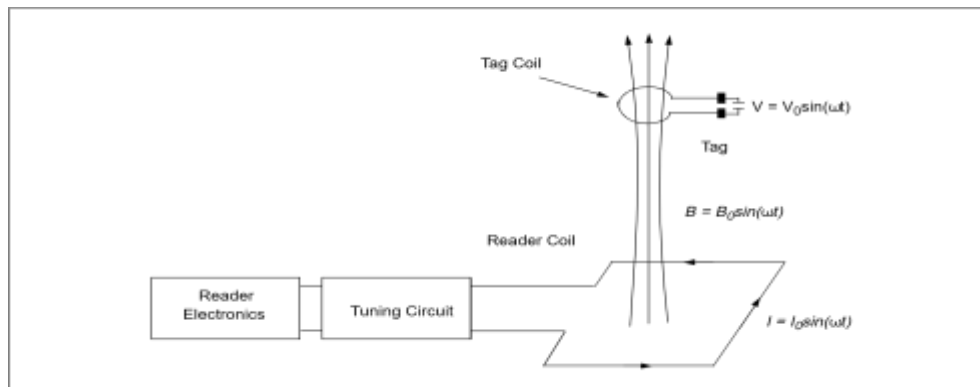 Tag Coil
V = V₀sin(ωt)
Tag
B = B₀sin(ωt)
Reader Coil
Reader
Electronics
Tuning Circuit
I = I₀sin(ωt)